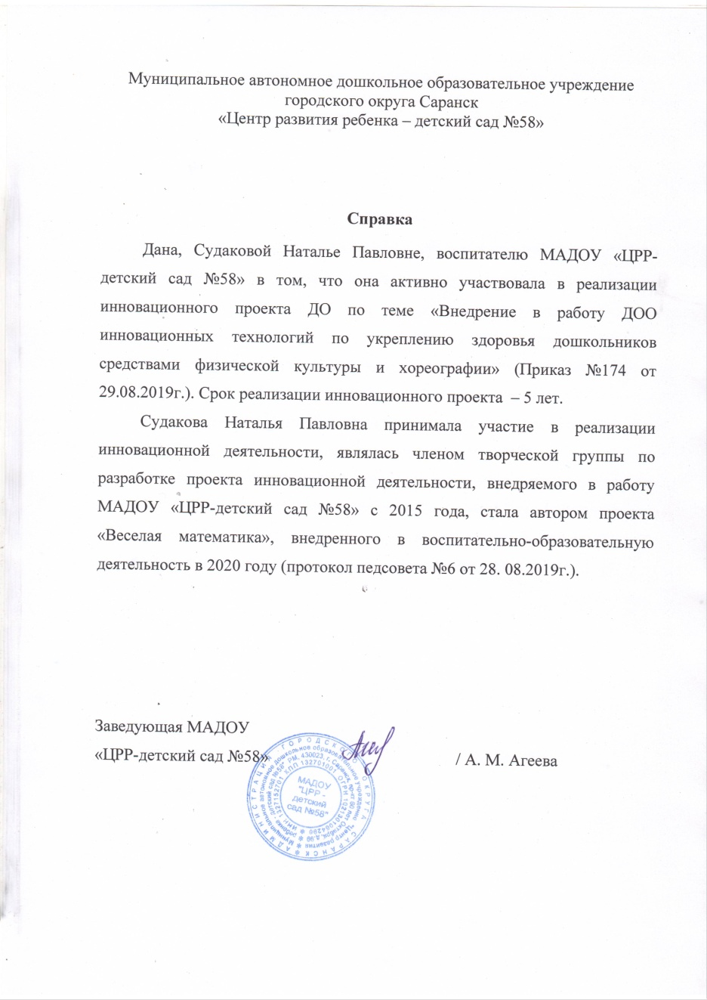 Муниципальное автономное дошкольное образовательное учреждение
городского округа Саранск
«Центр развития ребенка – детский сад №58»
Справка
Дана, Судаковой Наталье Павловне, воспитателю МАДОУ «ЦРР-
детский сад №58» в том, что она активно участвовала в реализации
инновационного проекта ДО по теме «Внедрение в работу ДОО
инновационных технологий по укреплению здоровья дошкольников
средствами физической культуры и хореографии» (Приказ №174 от
29.08.2019г.). Срок реализации инновационного проекта – 5 лет.
Судакова Наталья Павловна принимала участие в реализации
инновационной деятельности, являлась членом творческой группы по
разработке проекта инновационной деятельности, внедряемого в работу
МАДОУ «ЦРР-детский сад №58» с 2015 года, стала автором проекта
«Веселая математика», внедренного в воспитательно-образовательную
деятельность в 2020 году (протокол педсовета №6 от 28. 08.2019г.).
Заведующая МАДОУ
«ЦРР-детский сад №58»
/ А. М. Агеева
МАДОУ
"ЦРР -
детский
сад №58"
АДМИНИСТРАЦИЯ ГОРОДСКОГО ОКРУГА САРАНСК